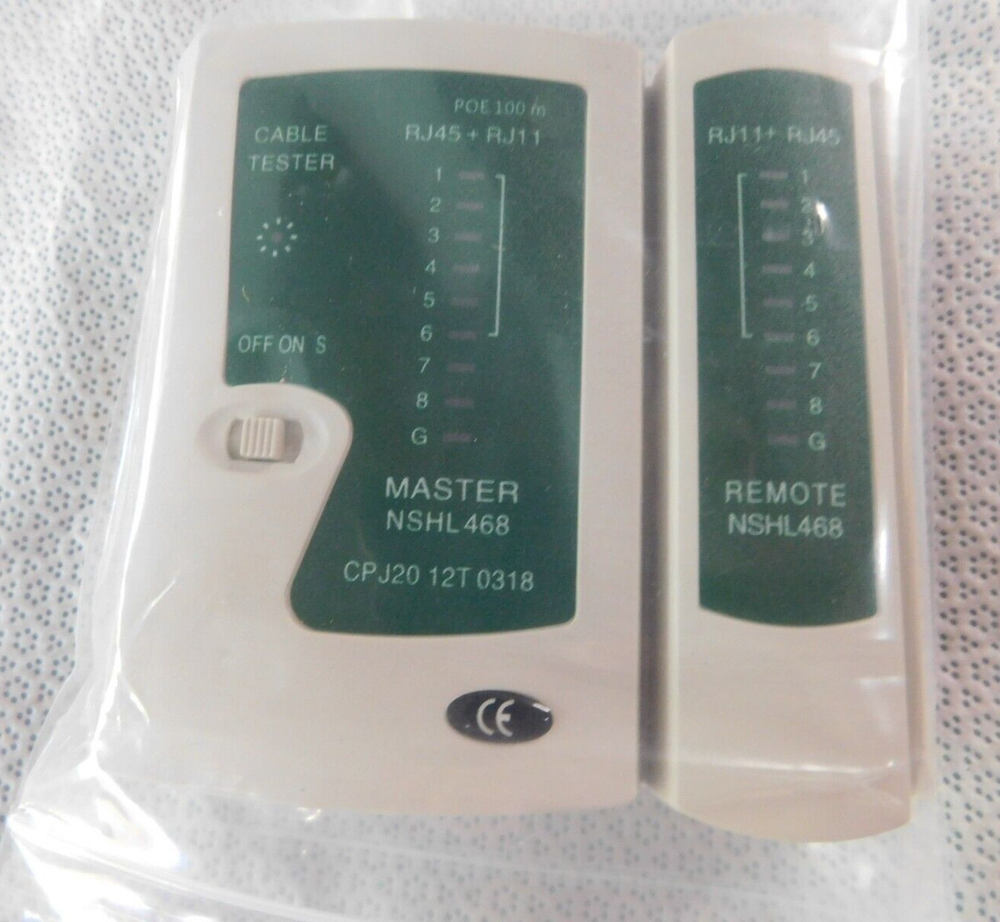 POE 100 m
CABLE
TESTER
RJ45 + RJ11
1
2
3
4
5
6
7
8
G
OFF ON S
MASTER
NSHL468
CPJ20 12T 0318
CE
RJ11+ RJ45
1
2
3
4
5
6
7
8
G
REMOTE
NSHL468